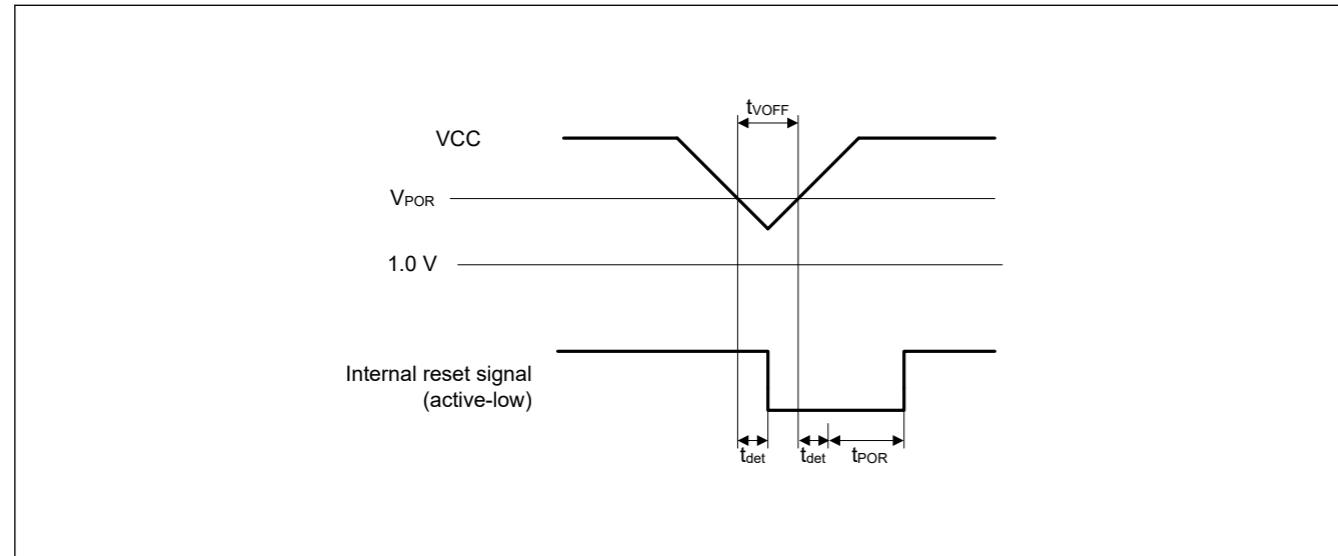 tVOFF
VCC
VPOR
1.0 V
Internal reset signal
(active-low)
tdet
tdet
tPOR